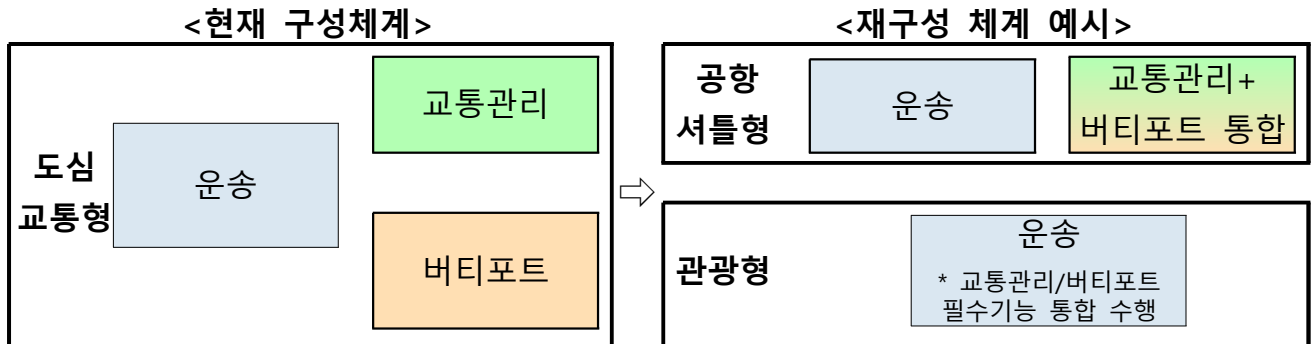 <현재 구성체계>
도심
교통형
운송
교통관리
버티포트
<재구성 체계 예시>
공항
셔틀형
운송
교통관리+
버티포트 통합
관광형
운송
* 교통관리/버티포트
필수기능 통합 수행